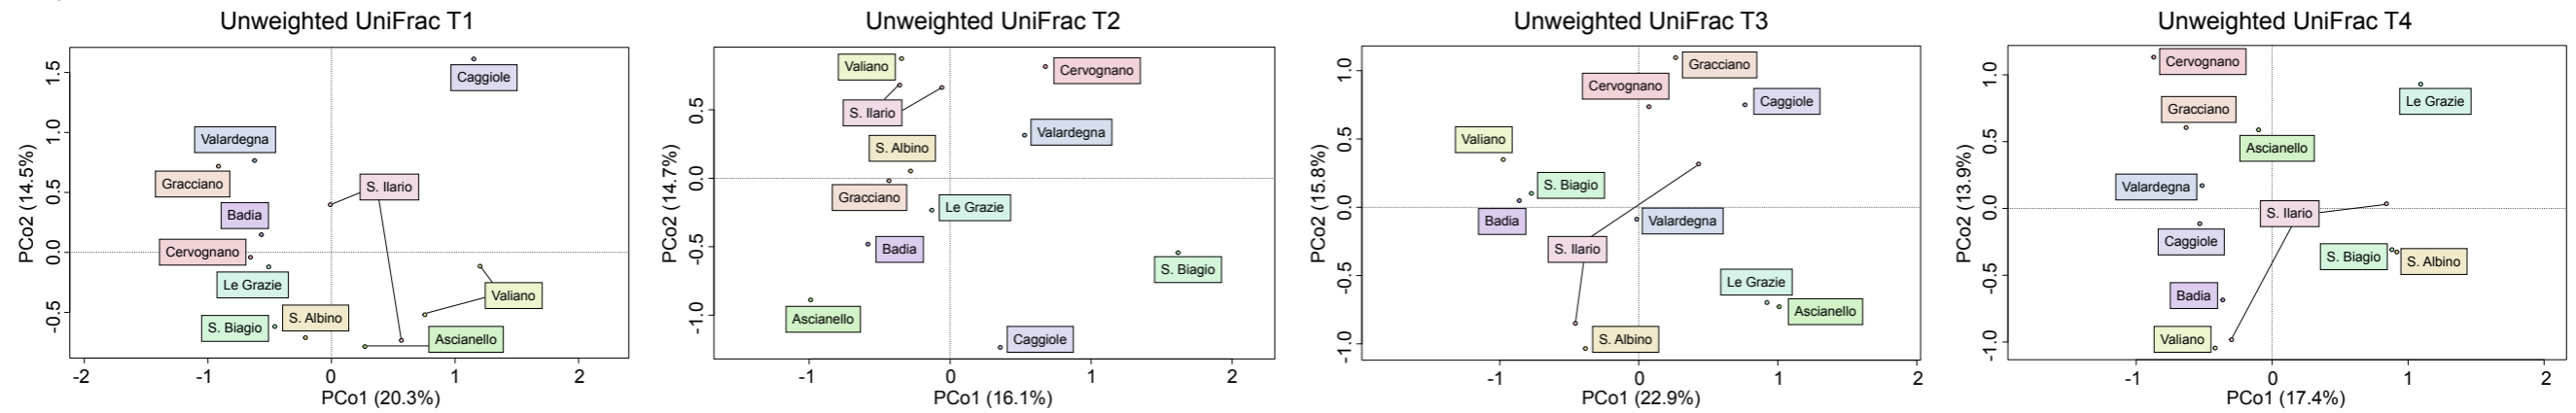 Unweighted UniFrac T1
Caggiole
Valardegna
Gracciano
S. Ilario
Badia
Cervognano
Le Grazie
Valiano
S. Albino
S. Biagio
Ascianello
1.5
1.0
0.5
0.0
-0.5
PCo2 (14.5%)
-2 -1 0 1 2
PCo1 (20.3%)
Unweighted UniFrac T2
Valiano
Cervognano
S. Ilario
Valardegna
S. Albino
Gracciano
Le Grazie
Badia
S. Biagio
Ascianello
Caggiole
0.5
0.0
-0.5
-1.0
PCo2 (14.7%)
-1 0 1 2
PCo1 (16.1%)
Unweighted UniFrac T3
Gracciano
Cervognano
Caggiole
Valiano
S. Biagio
Badia
Valardegna
S. Ilario
Le Grazie
Ascianello
S. Albino
1.0
0.5
0.0
-0.5
-1.0
PCo2 (15.8%)
-1 0 1 2
PCo1 (22.9%)
Unweighted UniFrac T4
Cervognano
Le Grazie
Gracciano
Ascianello
Valardegna
S. Ilario
Caggiole
S. Biagio
S. Albino
Badia
Valiano
1.0
0.5
0.0
-0.5
-1.0
PCo2 (13.9%)
-1 0 1 2
PCo1 (17.4%)